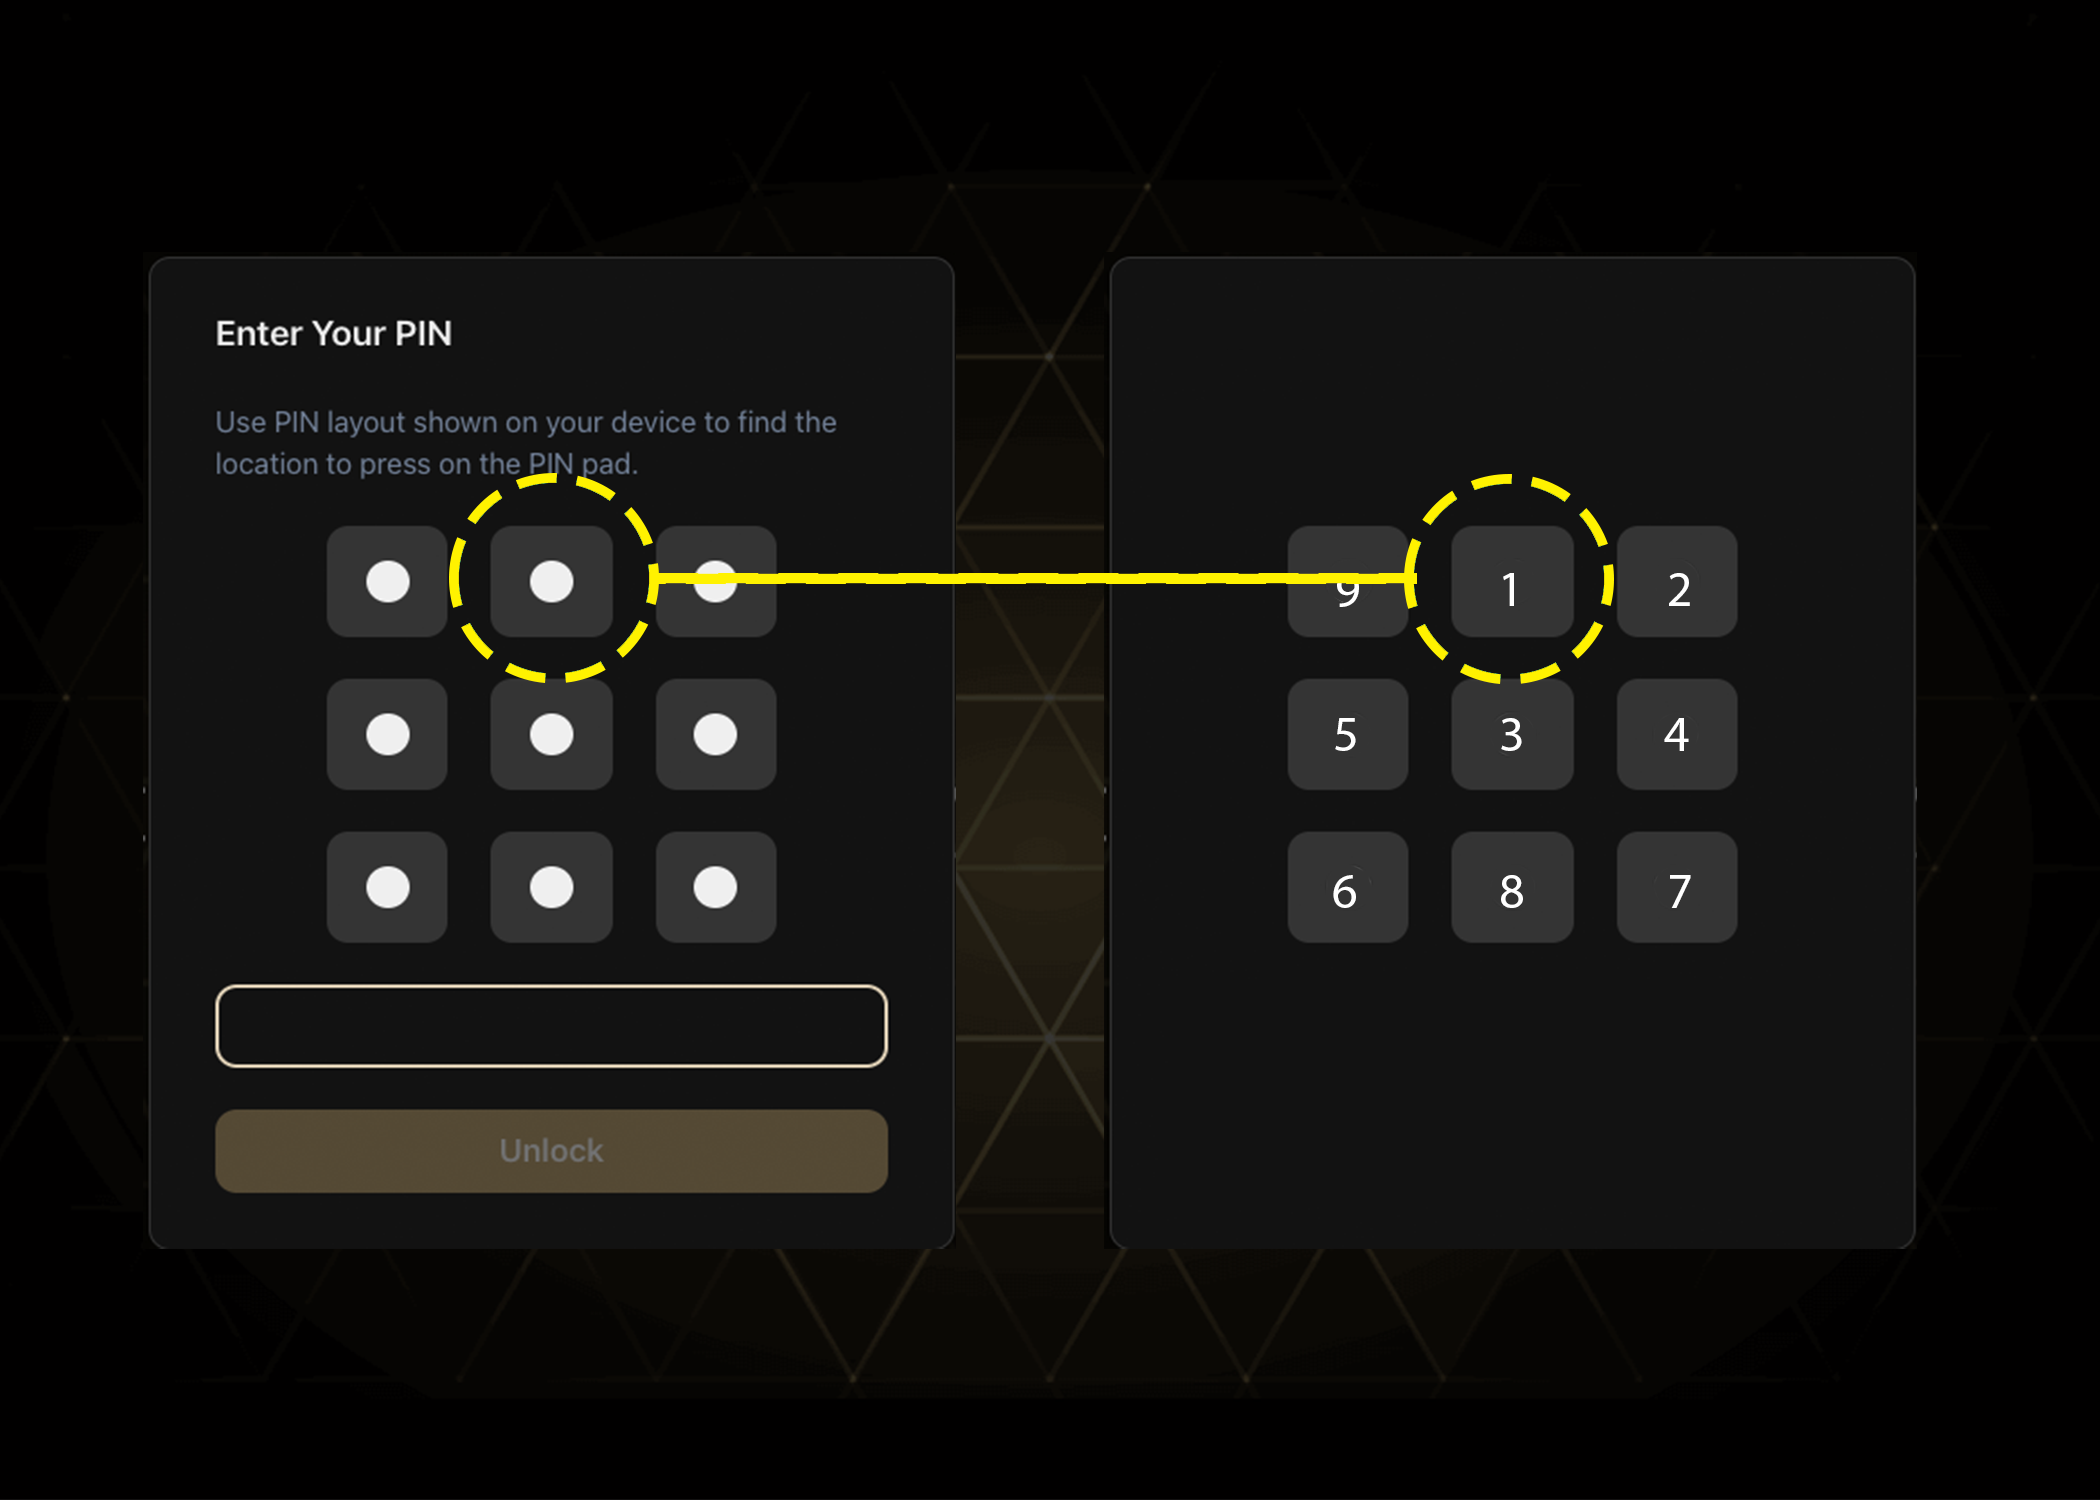 Enter Your PIN
Use PIN layout shown on your device to find the
location to press on the PIN pad.
Unlock
9 1 2
5 3 4
6 8 7